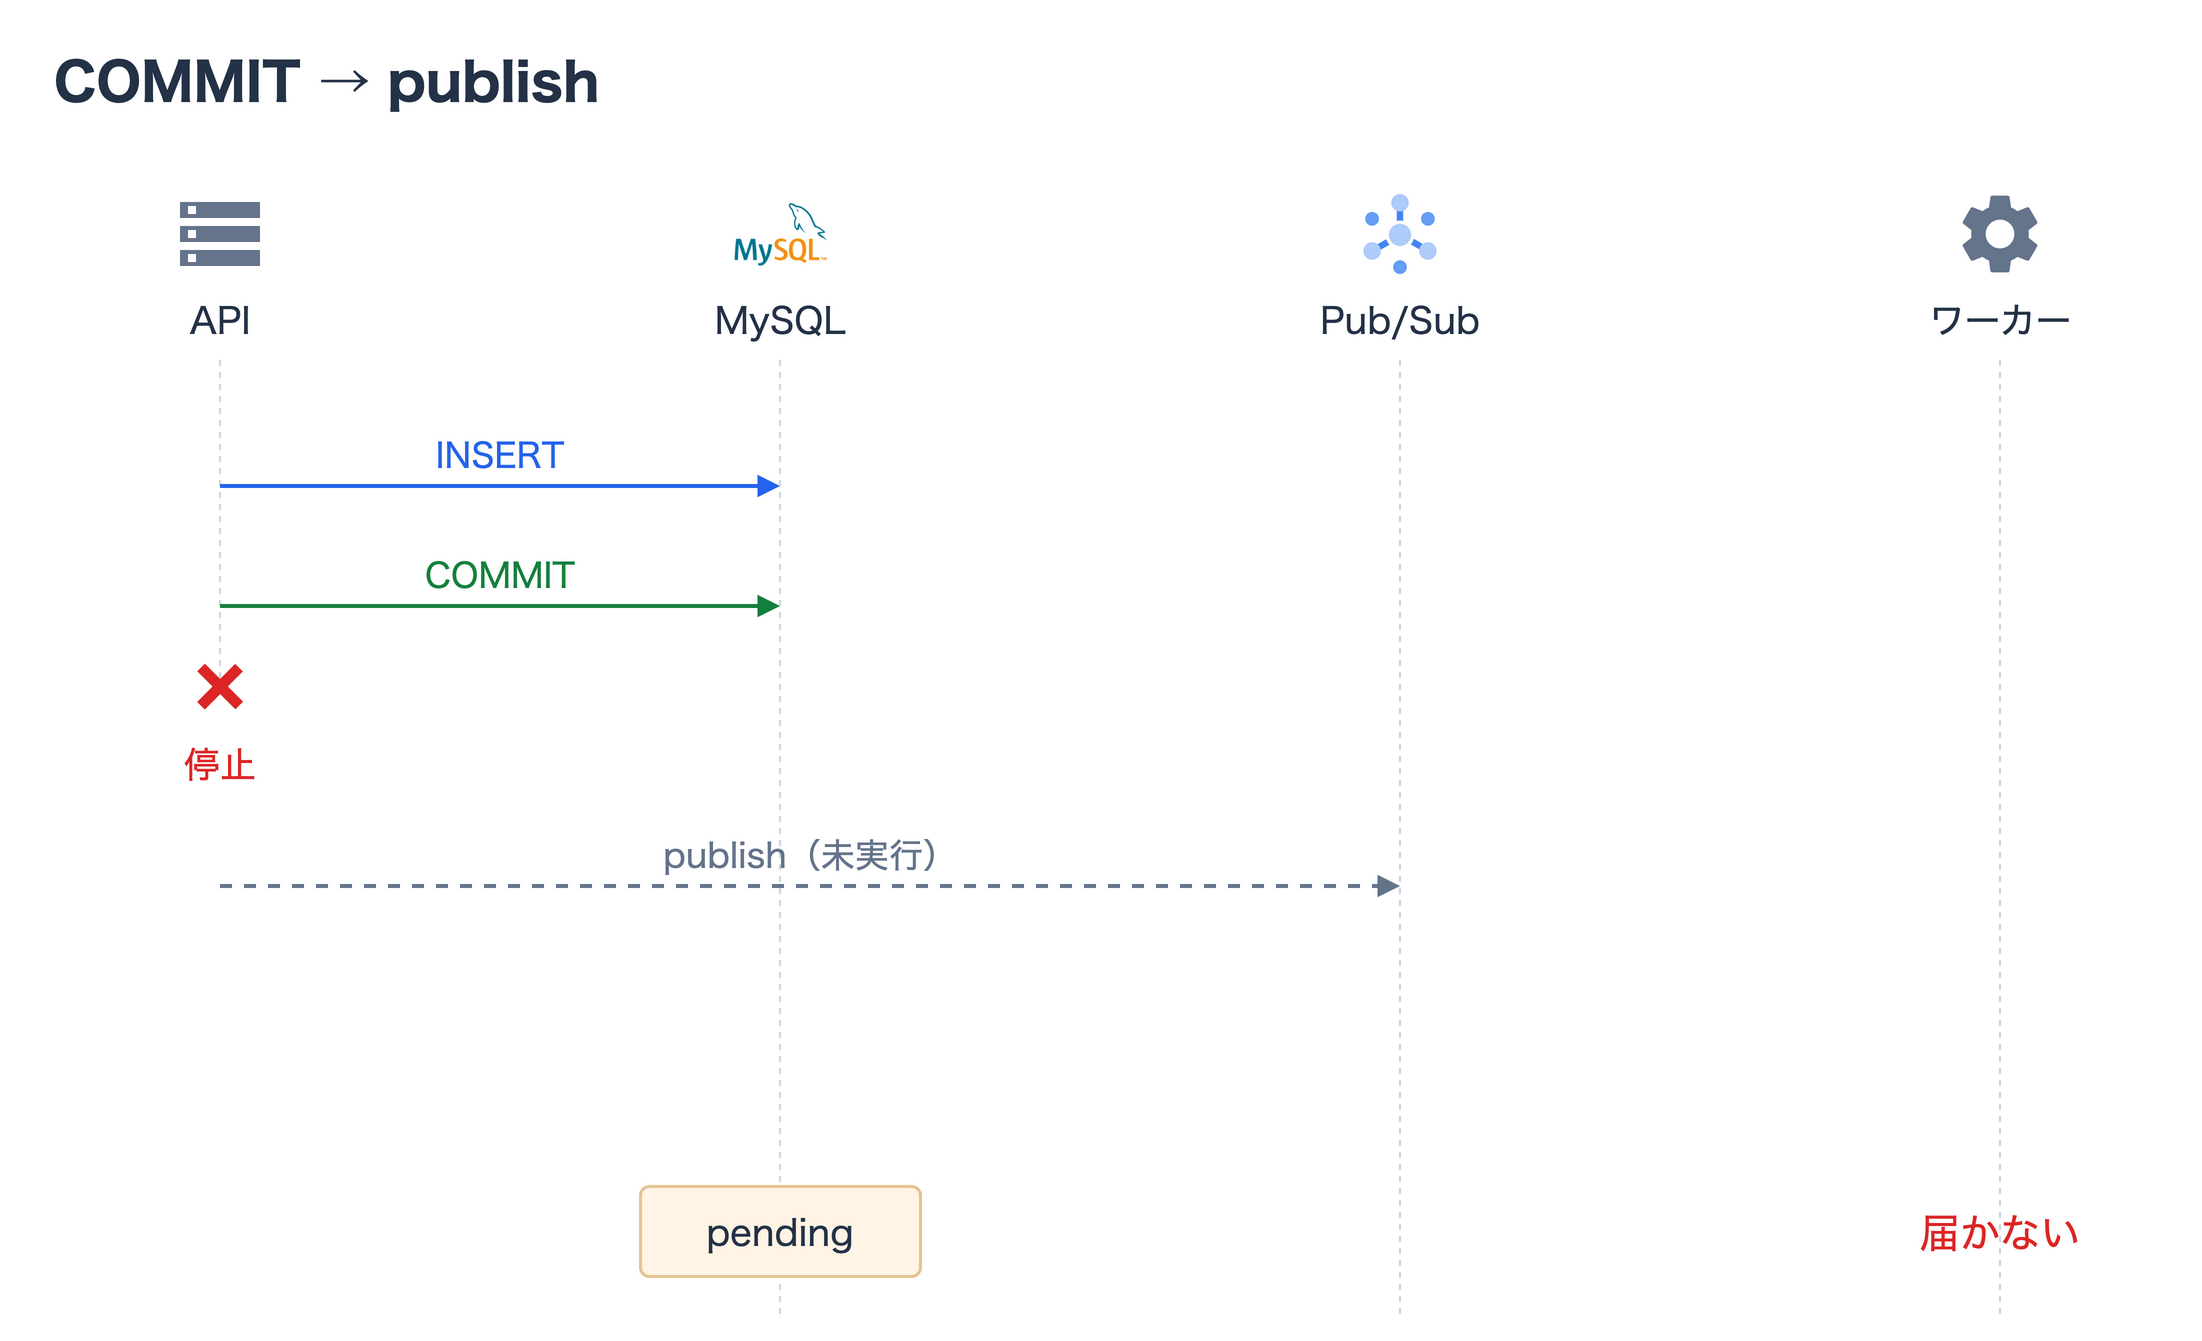 COMMIT → publish
MySQL™
API
MySQL
Pub/Sub
ワーカー
INSERT
COMMIT
停止
publish（未実行）
pending
届かない